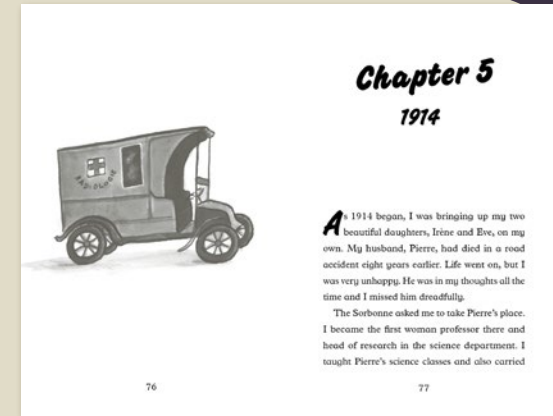 RADIOLOGIE
76
Chapter 5
1914
As 1914 began, I was bringing up my two
beautiful daughters, Irène and Eve, on my
own. My husband, Pierre, had died in a road
accident eight years earlier. Life went on, but I
was very unhappy. He was in my thoughts all the
time and I missed him dreadfully.
The Sorbonne asked me to take Pierre's place.
I became the first woman professor there and
head of research in the science department. I
taught Pierre's science classes and also carried
77